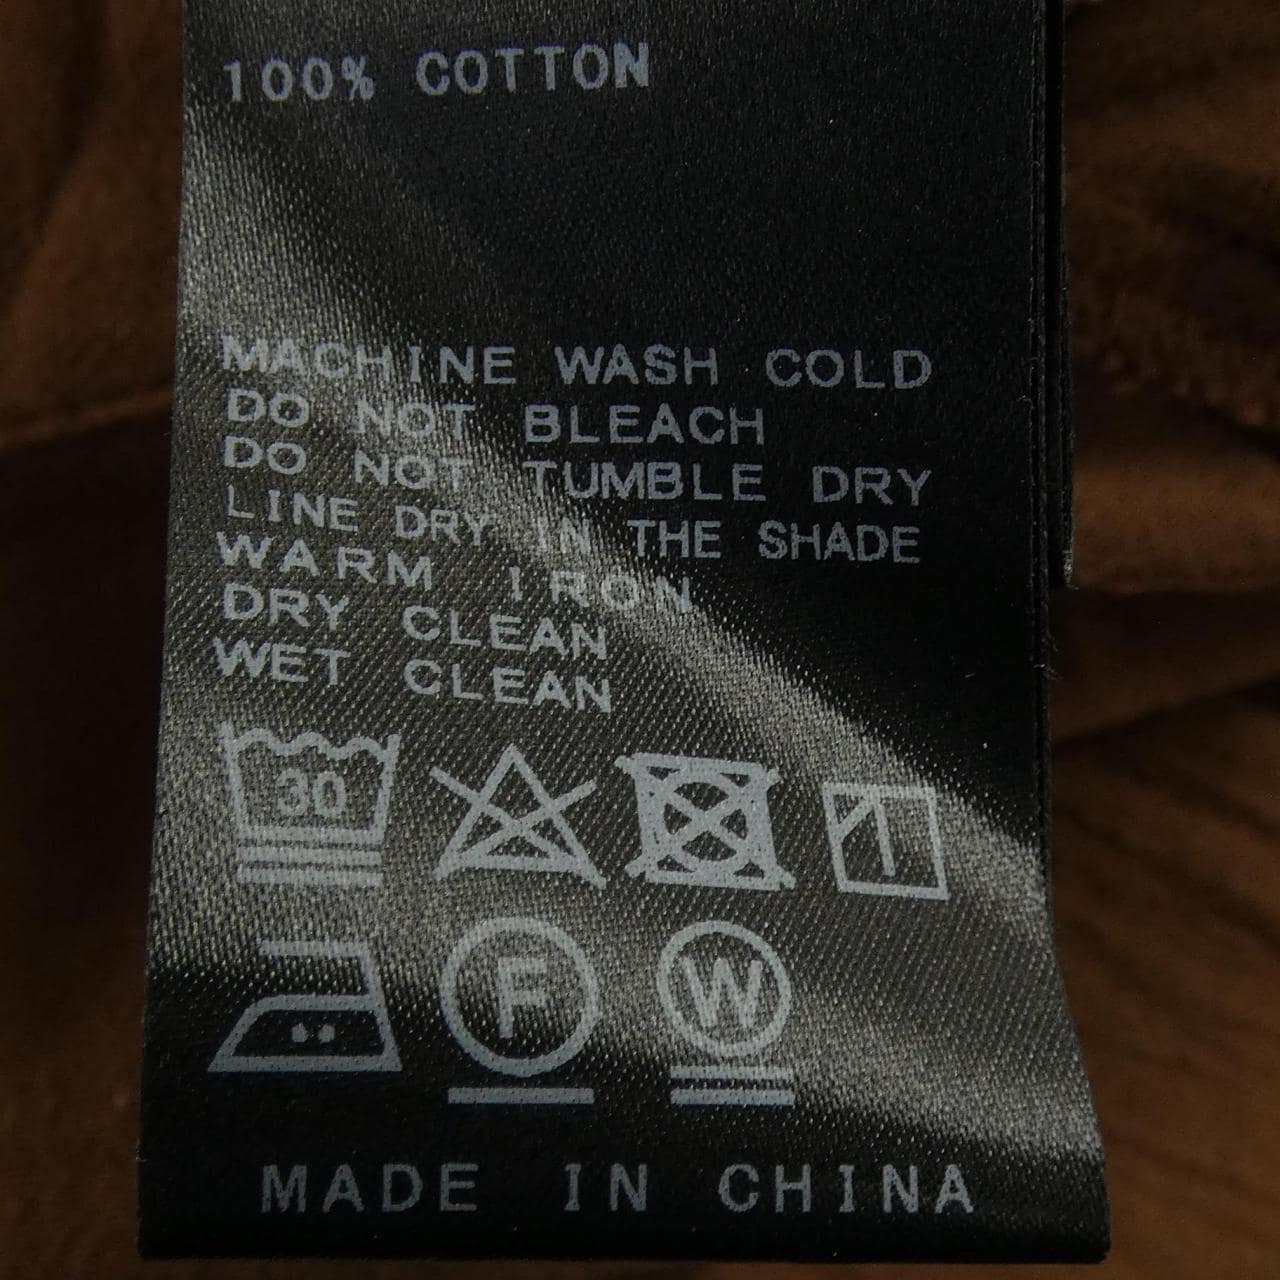 100% COTTON
MACHINE WASH COLD
DO NOT BLEACH
DO NOT TUMBLE DRY
LINE DRY IN THE SHADE
WARM IRON
DRY CLEAN
WET CLEAN
30
F W
MADE IN CHINA